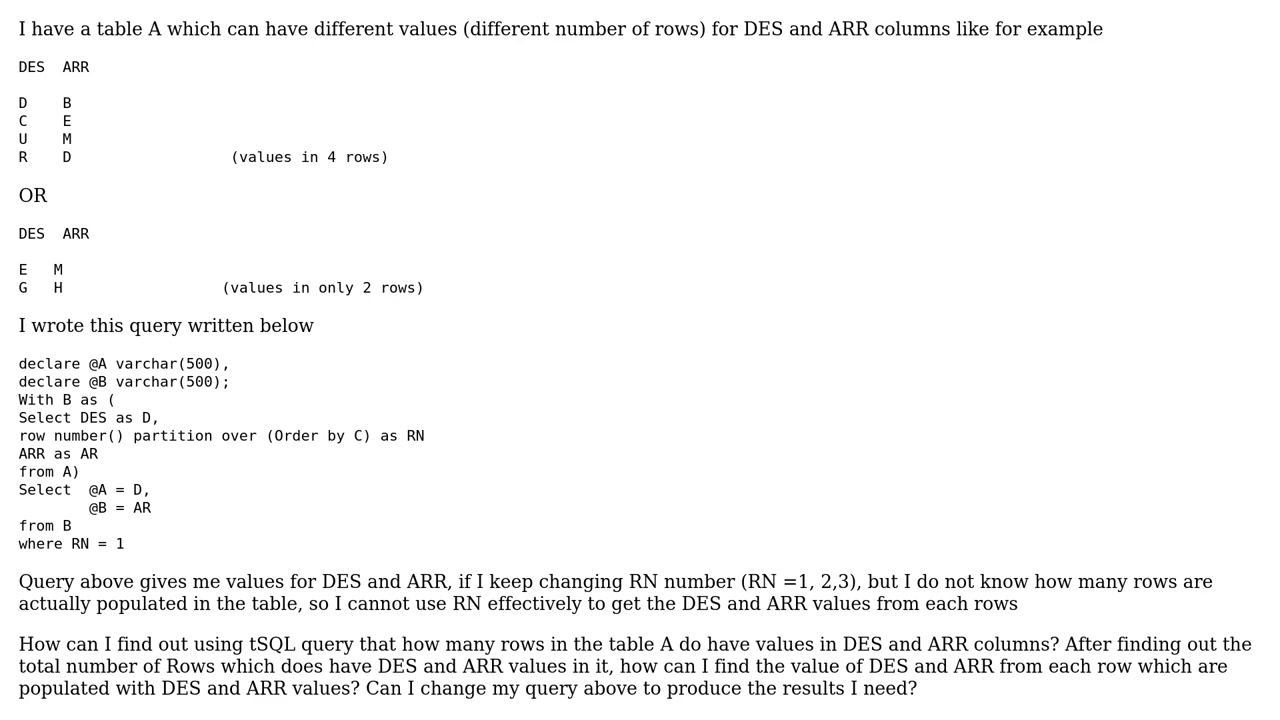 I have a table A which can have different values (different number of rows) for DES and ARR columns like for example
DES  ARR
D    B
C    E
U    M
R    D                  (values in 4 rows)
OR
DES  ARR
E   M
G   H                  (values in only 2 rows)
I wrote this query written below
declare @A varchar(500),
declare @B varchar(500);
With B as (
Select DES as D,
row number() partition over (Order by C) as RN
ARR as AR
from A)
Select  @A = D,
        @B = AR
from B
where RN = 1
Query above gives me values for DES and ARR, if I keep changing RN number (RN =1, 2,3), but I do not know how many rows are
actually populated in the table, so I cannot use RN effectively to get the DES and ARR values from each rows
How can I find out using tSQL query that how many rows in the table A do have values in DES and ARR columns? After finding out the
total number of Rows which does have DES and ARR values in it, how can I find the value of DES and ARR from each row which are
populated with DES and ARR values? Can I change my query above to produce the results I need?